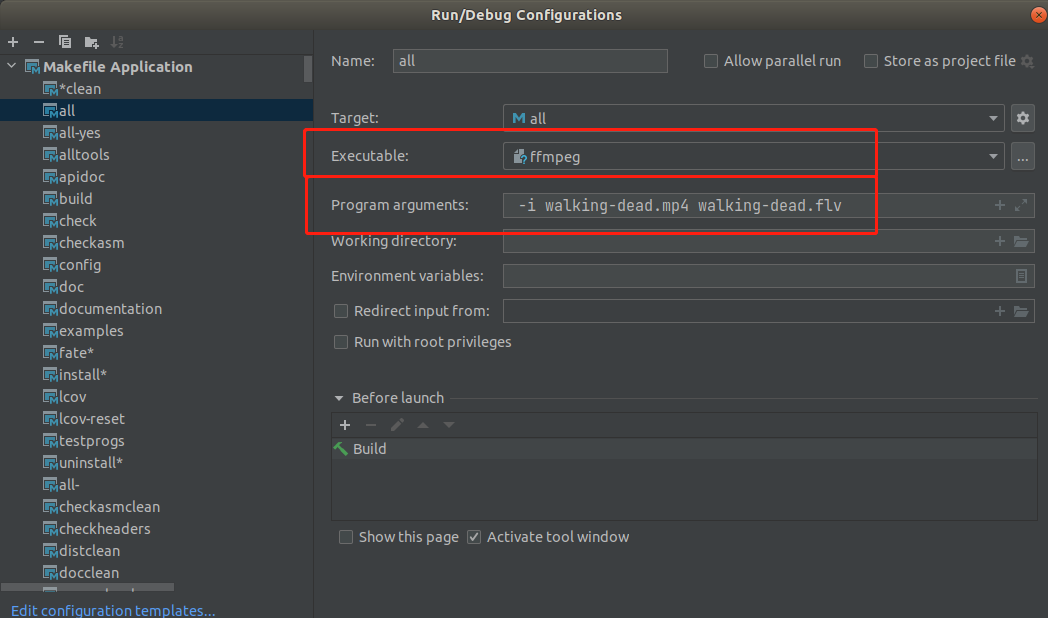 Run/Debug Configurations
Makefile Application
*clean
all
all-yes
alltools
apidoc
build
check
checkasm
config
doc
documentation
examples
fate*
install*
lcov
lcov-reset
testprogs
uninstall*
all-
checkasmclean
checkheaders
distclean
docclean
Edit configuration templates...
Name: all Allow parallel run Store as project file
Target: all
Executable: ffmpeg ...
Program arguments: -i walking-dead.mp4 walking-dead.flv
Working directory:
Environment variables:
Redirect input from:
Run with root privileges
Before launch
Build
Show this page Activate tool window